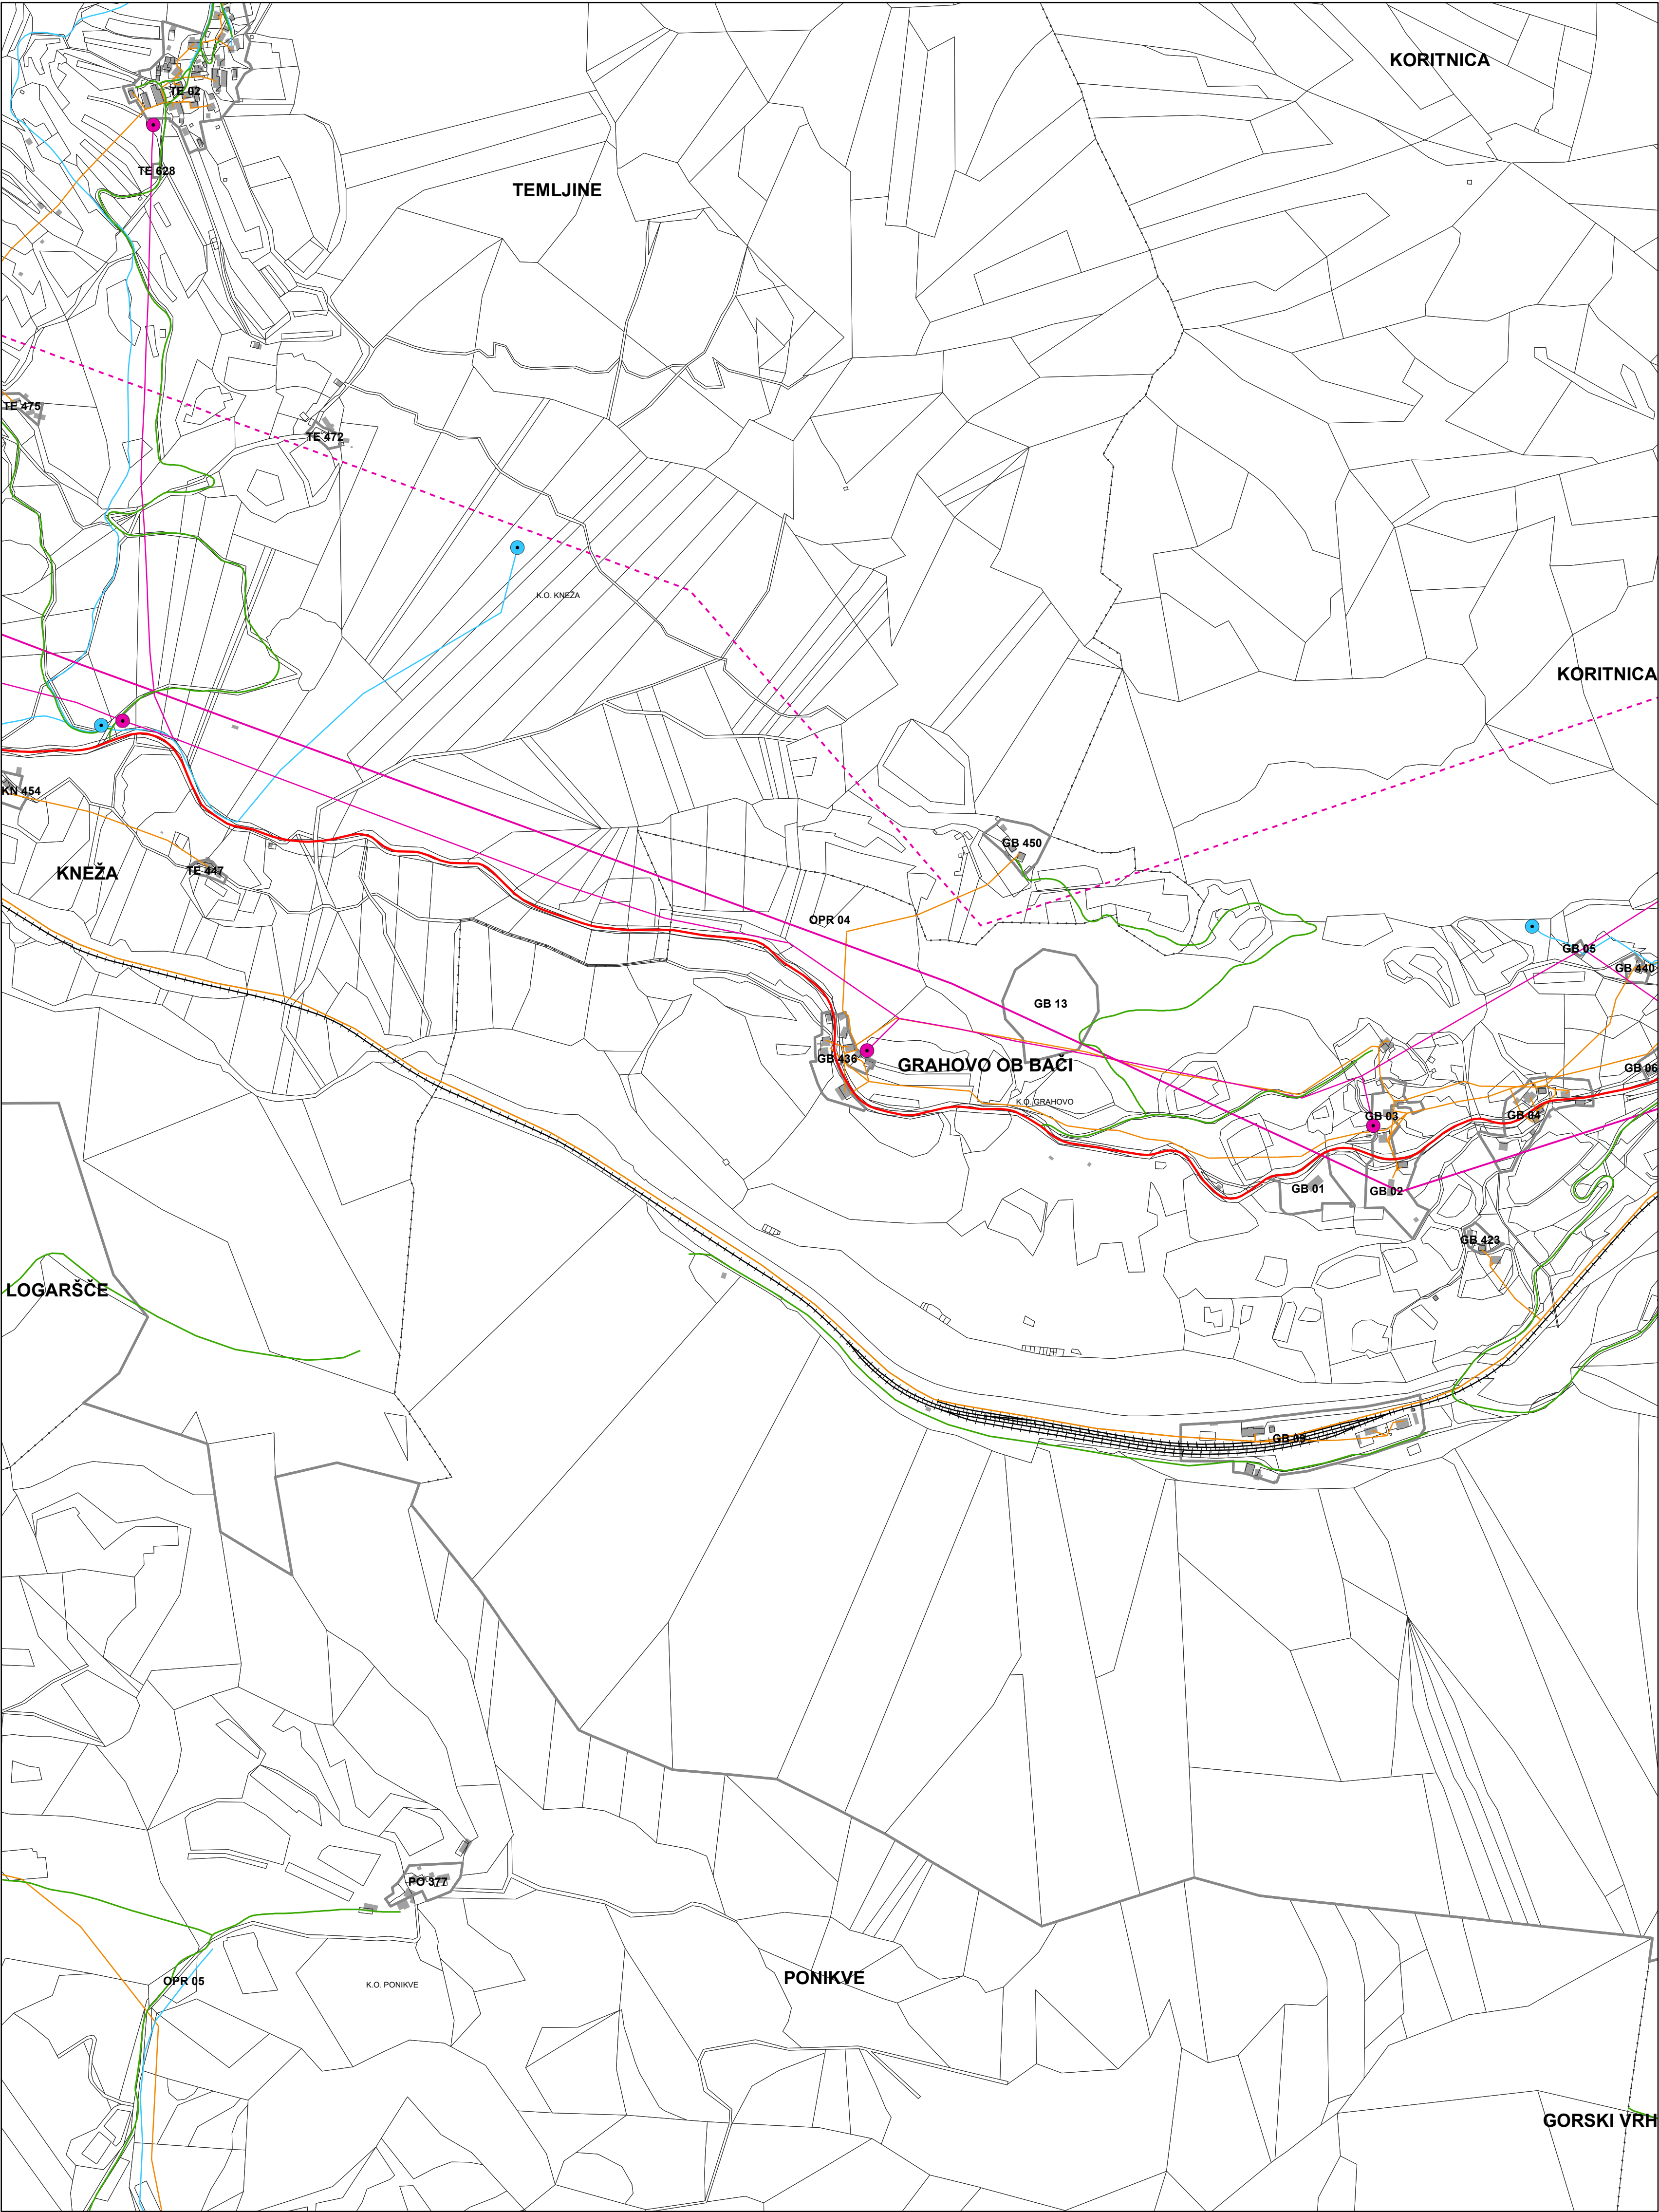 KORITNICA
TE 02
TE 628
TEMLJINE
TE 475
TE 472
K.O. KNEŽA
KORITNICA
KN 454
GB 450
KNEŽA
TE 447
OPR 04
GB 05
GB 440
GB 13
GB 436
GRAHOVO OB BAČI
GB 06
K.O. GRAHOVO
GB 03
GB 04
GB 01
GB 02
GB 423
LOGARŠČE
GB 09
PO 377
PONIKVE
OPR 05
K.O. PONIKVE
GORSKI VRH